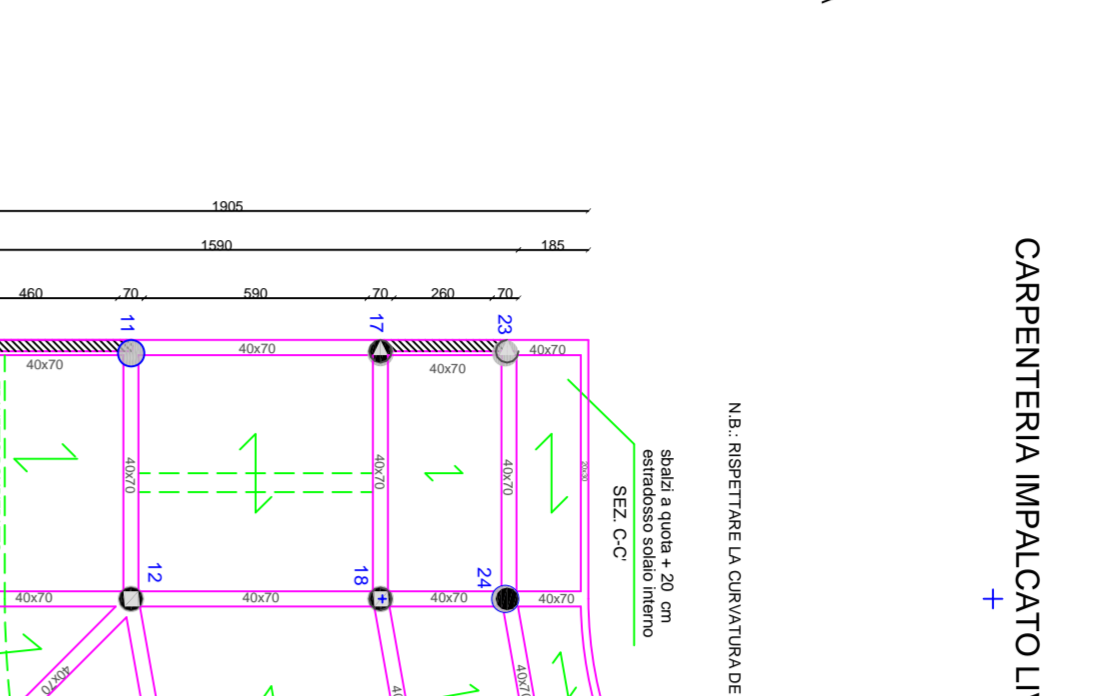 1905
1590 185
460 70 590 70 260 70
11 17 23
40x70 40x70 40x70 40x70
40x70 40x70 40x70
12 18 24
40x70 40x70 40x70 40x70
40x70 40x70
sbalzi a quota + 20 cm
estradosso solaio interno
SEZ. C-C'
N.B.: RISPETTARE LA CURVATURA DE
CARPENTERIA IMPALCATO LIV